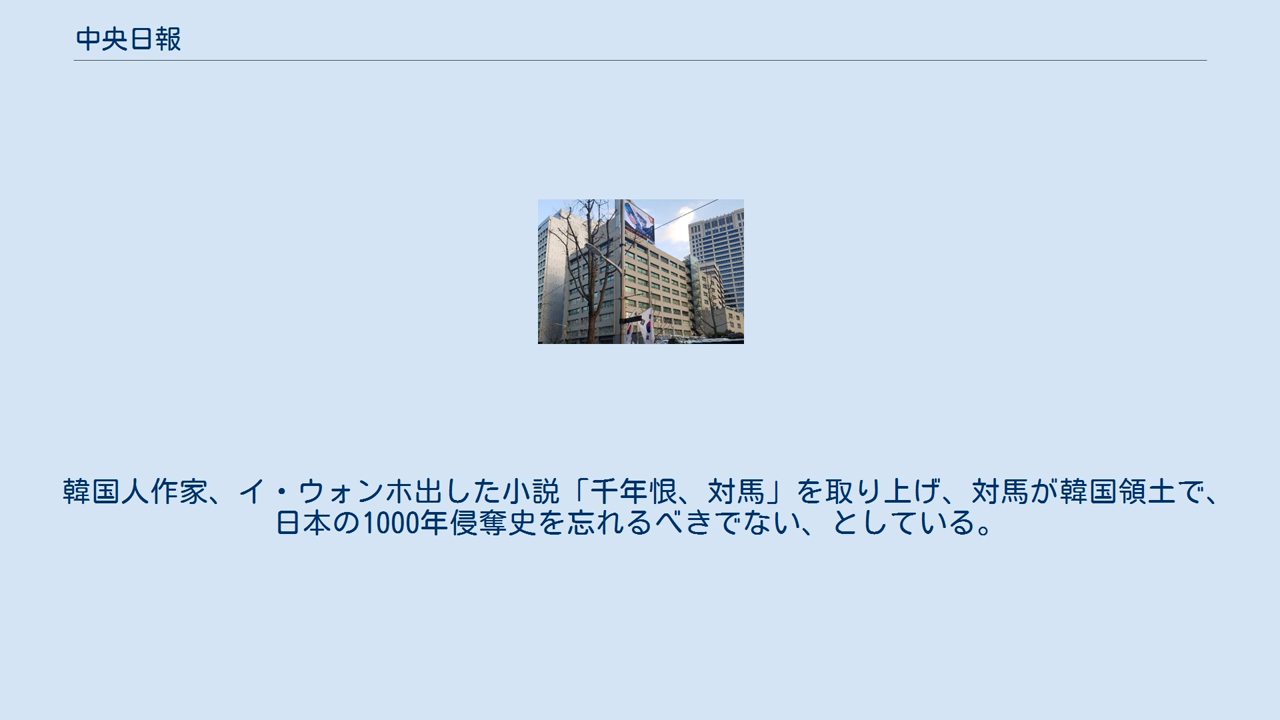 中央日報
韓国人作家、イ・ウォンホ出した小説「千年恨、対馬」を取り上げ、対馬が韓国領土で、
日本の1000年侵奪史を忘れるべきでない、としている。